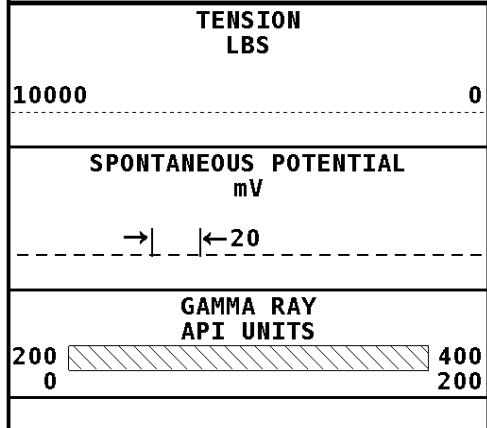 TENSION
LBS
10000 0
SPONTANEOUS POTENTIAL
mV
→| |←20
GAMMA RAY
API UNITS
200 400
0 200